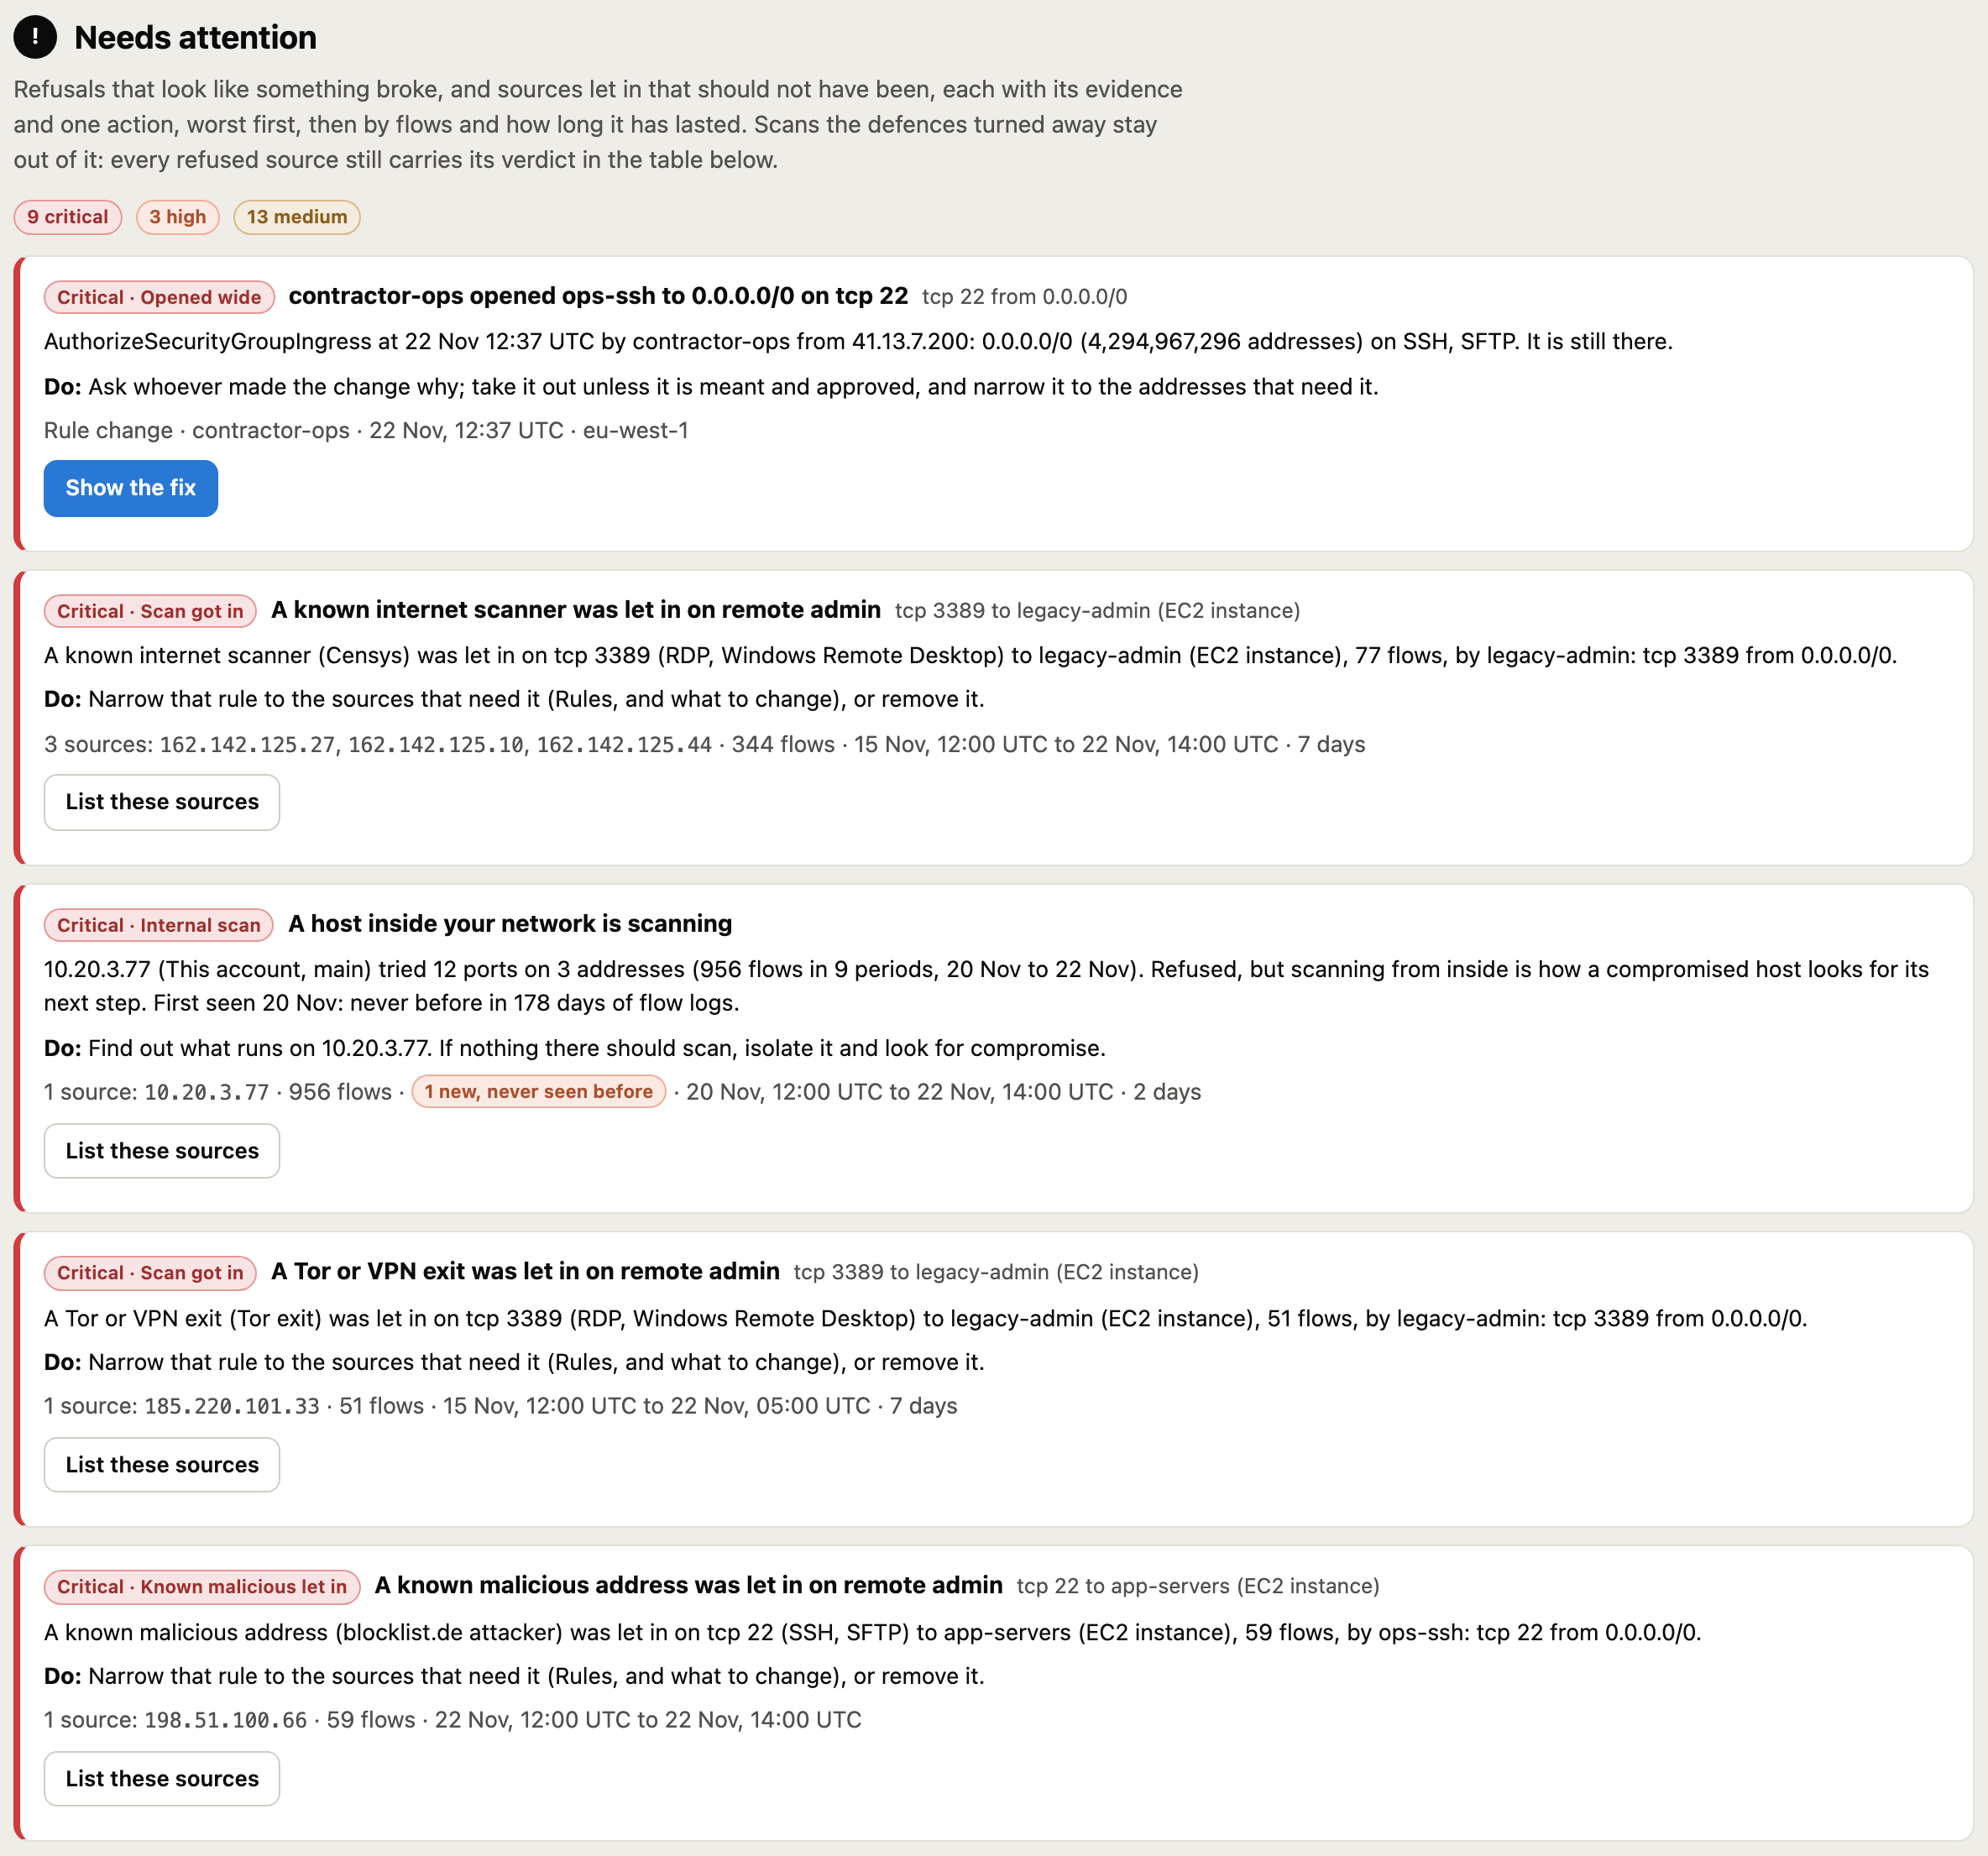 ! Needs attention
Refusals that look like something broke, and sources let in that should not have been, each with its evidence
and one action, worst first, then by flows and how long it has lasted. Scans the defences turned away stay
out of it: every refused source still carries its verdict in the table below.
9 critical 3 high 13 medium
Critical · Opened wide contractor-ops opened ops-ssh to 0.0.0.0/0 on tcp 22 tcp 22 from 0.0.0.0/0
AuthorizeSecurityGroupIngress at 22 Nov 12:37 UTC by contractor-ops from 41.13.7.200: 0.0.0.0/0 (4,294,967,296 addresses) on SSH, SFTP. It is still there.
Do: Ask whoever made the change why; take it out unless it is meant and approved, and narrow it to the addresses that need it.
Rule change · contractor-ops · 22 Nov, 12:37 UTC · eu-west-1
Show the fix
Critical · Scan got in A known internet scanner was let in on remote admin tcp 3389 to legacy-admin (EC2 instance)
A known internet scanner (Censys) was let in on tcp 3389 (RDP, Windows Remote Desktop) to legacy-admin (EC2 instance), 77 flows, by legacy-admin: tcp 3389 from 0.0.0.0/0.
Do: Narrow that rule to the sources that need it (Rules, and what to change), or remove it.
3 sources: 162.142.125.27, 162.142.125.10, 162.142.125.44 · 344 flows · 15 Nov, 12:00 UTC to 22 Nov, 14:00 UTC · 7 days
List these sources
Critical · Internal scan A host inside your network is scanning
10.20.3.77 (This account, main) tried 12 ports on 3 addresses (956 flows in 9 periods, 20 Nov to 22 Nov). Refused, but scanning from inside is how a compromised host looks for its
next step. First seen 20 Nov: never before in 178 days of flow logs.
Do: Find out what runs on 10.20.3.77. If nothing there should scan, isolate it and look for compromise.
1 source: 10.20.3.77 · 956 flows · 1 new, never seen before · 20 Nov, 12:00 UTC to 22 Nov, 14:00 UTC · 2 days
List these sources
Critical · Scan got in A Tor or VPN exit was let in on remote admin tcp 3389 to legacy-admin (EC2 instance)
A Tor or VPN exit (Tor exit) was let in on tcp 3389 (RDP, Windows Remote Desktop) to legacy-admin (EC2 instance), 51 flows, by legacy-admin: tcp 3389 from 0.0.0.0/0.
Do: Narrow that rule to the sources that need it (Rules, and what to change), or remove it.
1 source: 185.220.101.33 · 51 flows · 15 Nov, 12:00 UTC to 22 Nov, 05:00 UTC · 7 days
List these sources
Critical · Known malicious let in A known malicious address was let in on remote admin tcp 22 to app-servers (EC2 instance)
A known malicious address (blocklist.de attacker) was let in on tcp 22 (SSH, SFTP) to app-servers (EC2 instance), 59 flows, by ops-ssh: tcp 22 from 0.0.0.0/0.
Do: Narrow that rule to the sources that need it (Rules, and what to change), or remove it.
1 source: 198.51.100.66 · 59 flows · 22 Nov, 12:00 UTC to 22 Nov, 14:00 UTC
List these sources